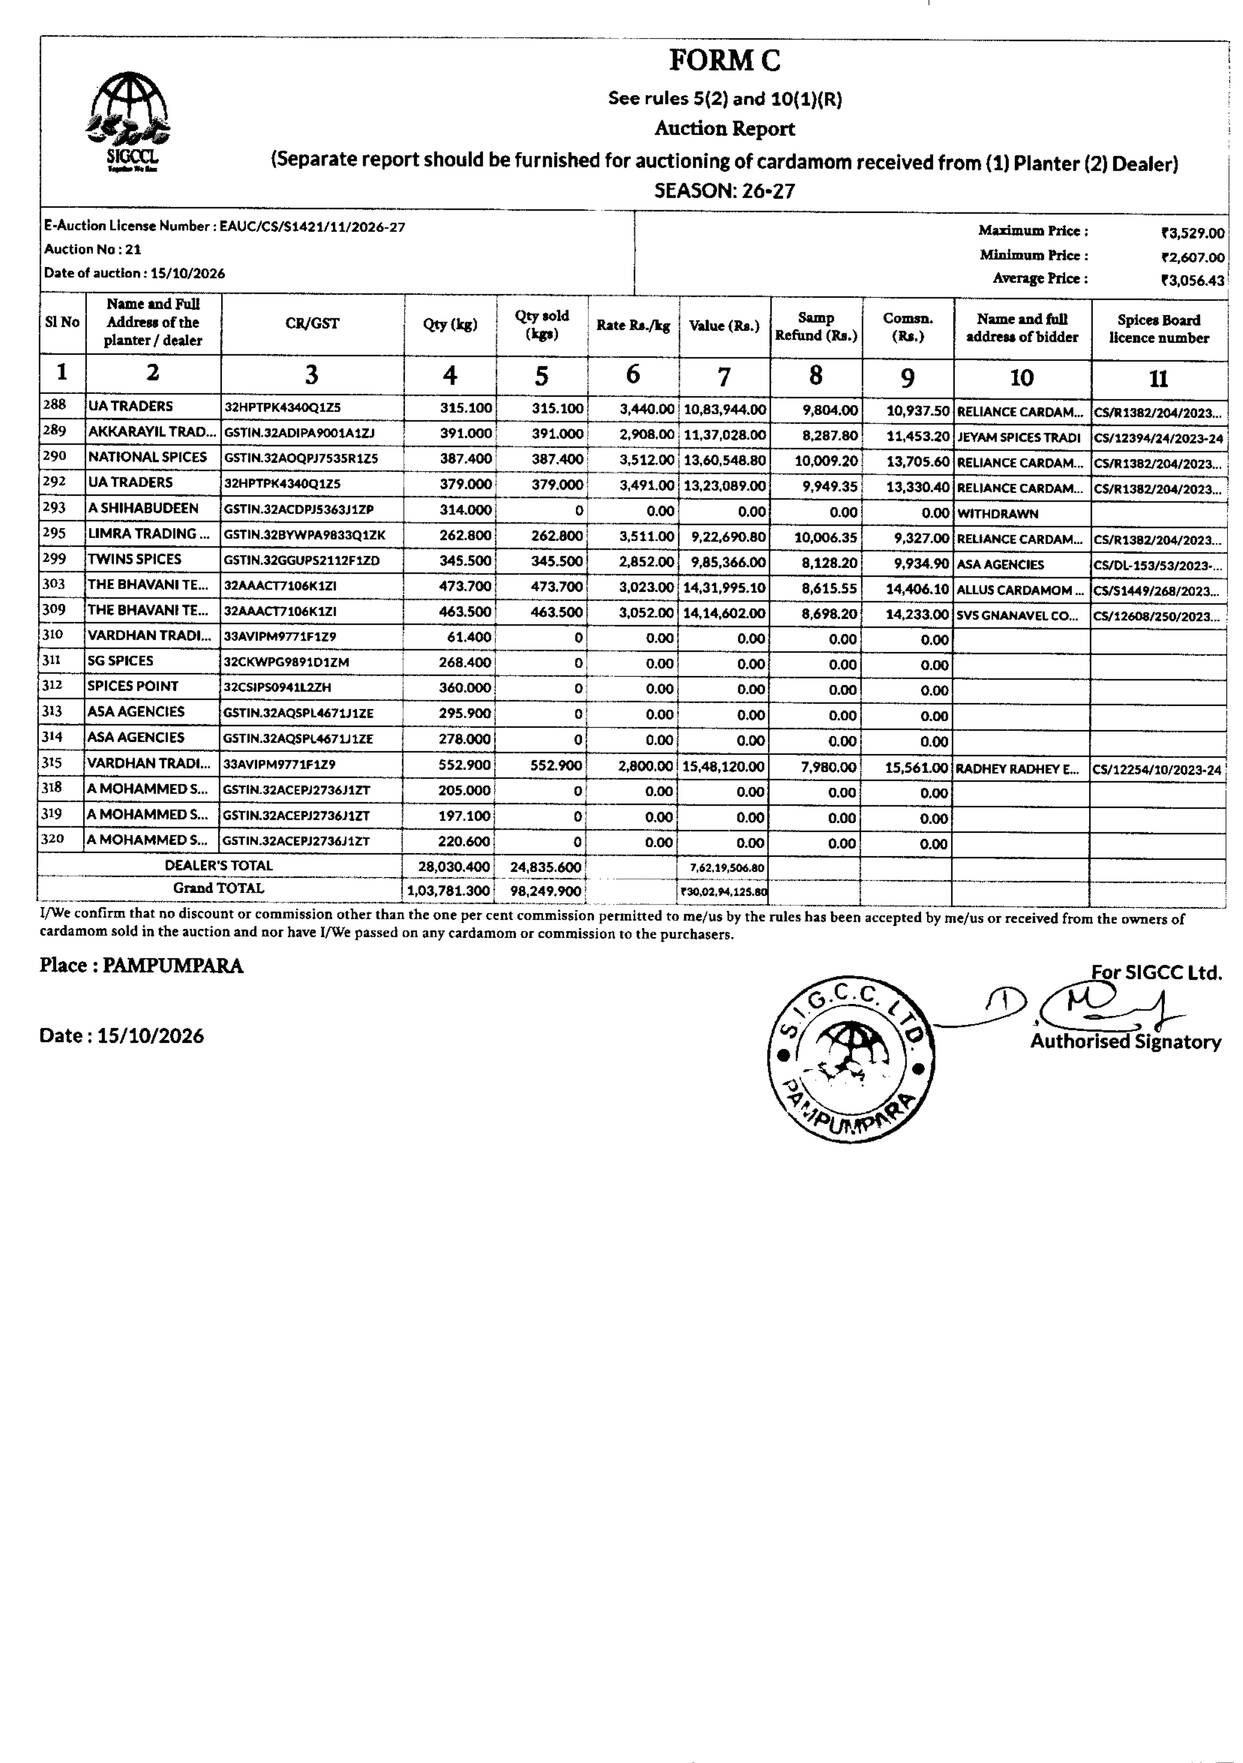 FORM C
See rules 5(2) and 10(1)(R)
Auction Report
(Separate report should be furnished for auctioning of cardamom received from (1) Planter (2) Dealer)
SEASON: 26-27
SIGCCL
E-Auction License Number : EAUC/CS/S1421/11/2026-27
Auction No : 21
Date of auction : 15/10/2026
Maximum Price : ₹3,529.00
Minimum Price : ₹2,607.00
Average Price : ₹3,056.43
Sl No Name and Full Address of the planter / dealer CR/GST Qty (kg) Qty sold (kgs) Rate Rs./kg Value (Rs.) Samp Refund (Rs.) Comsn. (Rs.) Name and full address of bidder Spices Board licence number
1 2 3 4 5 6 7 8 9 10 11
288 UA TRADERS 32HPTPK4340Q1Z5 315.100 315.100 3,440.00 10,83,944.00 9,804.00 10,937.50 RELIANCE CARDAM... CS/R1382/204/2023...
289 AKKARAYIL TRAD... GSTIN.32ADIPA9001A1ZJ 391.000 391.000 2,908.00 11,37,028.00 8,287.80 11,453.20 JEYAM SPICES TRADI CS/12394/24/2023-24
290 NATIONAL SPICES GSTIN.32AOQPJ7535R1Z5 387.400 387.400 3,512.00 13,60,548.80 10,009.20 13,705.60 RELIANCE CARDAM... CS/R1382/204/2023...
292 UA TRADERS 32HPTPK4340Q1Z5 379.000 379.000 3,491.00 13,23,089.00 9,949.35 13,330.40 RELIANCE CARDAM... CS/R1382/204/2023...
293 A SHIHABUDEEN GSTIN.32ACDPJ5363J1ZP 314.000 0 0.00 0.00 0.00 0.00 WITHDRAWN
295 LIMRA TRADING ... GSTIN.32BYWPA9833Q1ZK 262.800 262.800 3,511.00 9,22,690.80 10,006.35 9,327.00 RELIANCE CARDAM... CS/R1382/204/2023...
299 TWINS SPICES GSTIN.32GGUPS2112F1ZD 345.500 345.500 2,852.00 9,85,366.00 8,128.20 9,934.90 ASA AGENCIES CS/DL-153/53/2023-...
303 THE BHAVANI TE... 32AAACT7106K1ZI 473.700 473.700 3,023.00 14,31,995.10 8,615.55 14,406.10 ALLUS CARDAMOM ... CS/S1449/268/2023...
309 THE BHAVANI TE... 32AAACT7106K1ZI 463.500 463.500 3,052.00 14,14,602.00 8,698.20 14,233.00 SVS GNANAVEL CO... CS/12608/250/2023...
310 VARDHAN TRADI... 33AVIPM9771F1Z9 61.400 0 0.00 0.00 0.00 0.00
311 SG SPICES 32CKWPG9891D1ZM 268.400 0 0.00 0.00 0.00 0.00
312 SPICES POINT 32CSIPS0941L2ZH 360.000 0 0.00 0.00 0.00 0.00
313 ASA AGENCIES GSTIN.32AQSPL4671J1ZE 295.900 0 0.00 0.00 0.00 0.00
314 ASA AGENCIES GSTIN.32AQSPL4671J1ZE 278.000 0 0.00 0.00 0.00 0.00
315 VARDHAN TRADI... 33AVIPM9771F1Z9 552.900 552.900 2,800.00 15,48,120.00 7,980.00 15,561.00 RADHEY RADHEY E... CS/12254/10/2023-24
318 A MOHAMMED S... GSTIN.32ACEPJ2736J1ZT 205.000 0 0.00 0.00 0.00 0.00
319 A MOHAMMED S... GSTIN.32ACEPJ2736J1ZT 197.100 0 0.00 0.00 0.00 0.00
320 A MOHAMMED S... GSTIN.32ACEPJ2736J1ZT 220.600 0 0.00 0.00 0.00 0.00
DEALER'S TOTAL 28,030.400 24,835.600 7,62,19,506.80
Grand TOTAL 1,03,781.300 98,249.900 ₹30,02,94,125.80
I/We confirm that no discount or commission other than the one per cent commission permitted to me/us by the rules has been accepted by me/us or received from the owners of
cardamom sold in the auction and nor have I/We passed on any cardamom or commission to the purchasers.
Place : PAMPUMPARA
For SIGCC Ltd.
S.I.G.C.C. LTD.
PAMPUMPARA
Date : 15/10/2026
Authorised Signatory